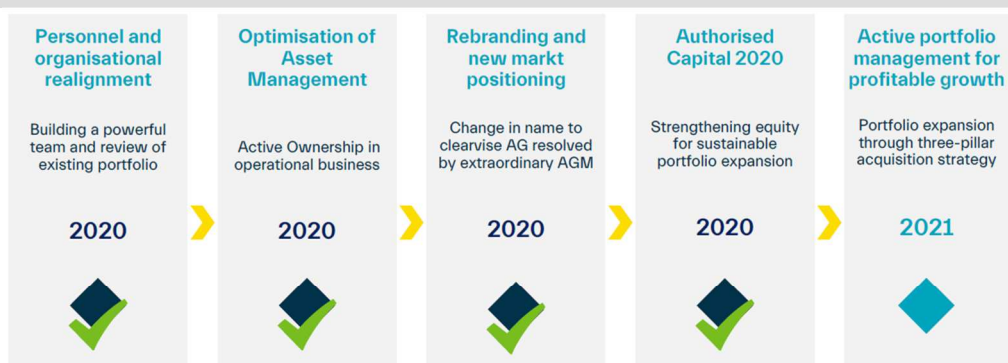 Personnel and
organisational
realignment
Building a powerful
team and review of
existing portfolio
2020
Optimisation of
Asset
Management
Active Ownership in
operational business
2020
Rebranding and
new markt
positioning
Change in name to
clearvise AG resolved
by extraordinary AGM
2020
Authorised
Capital 2020
Strengthening equity
for sustainable
portfolio expansion
2020
Active portfolio
management for
profitable growth
Portfolio expansion
through three-pillar
acquisition strategy
2021